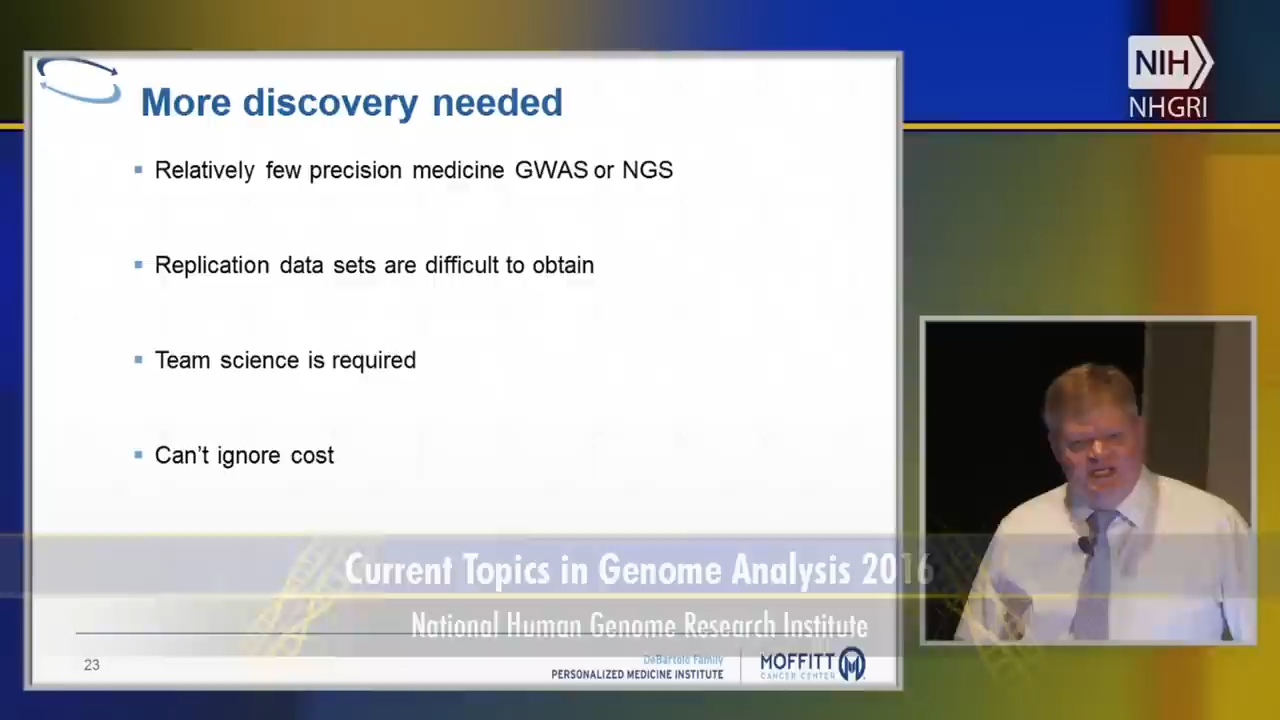 NIH
NHGRI
More discovery needed
Relatively few precision medicine GWAS or NGS
Replication data sets are difficult to obtain
Team science is required
Can't ignore cost
Current Topics in Genome Analysis 2016
National Human Genome Research Institute
23
DeBartolo Family
PERSONALIZED MEDICINE INSTITUTE
MOFFITT
CANCER CENTER